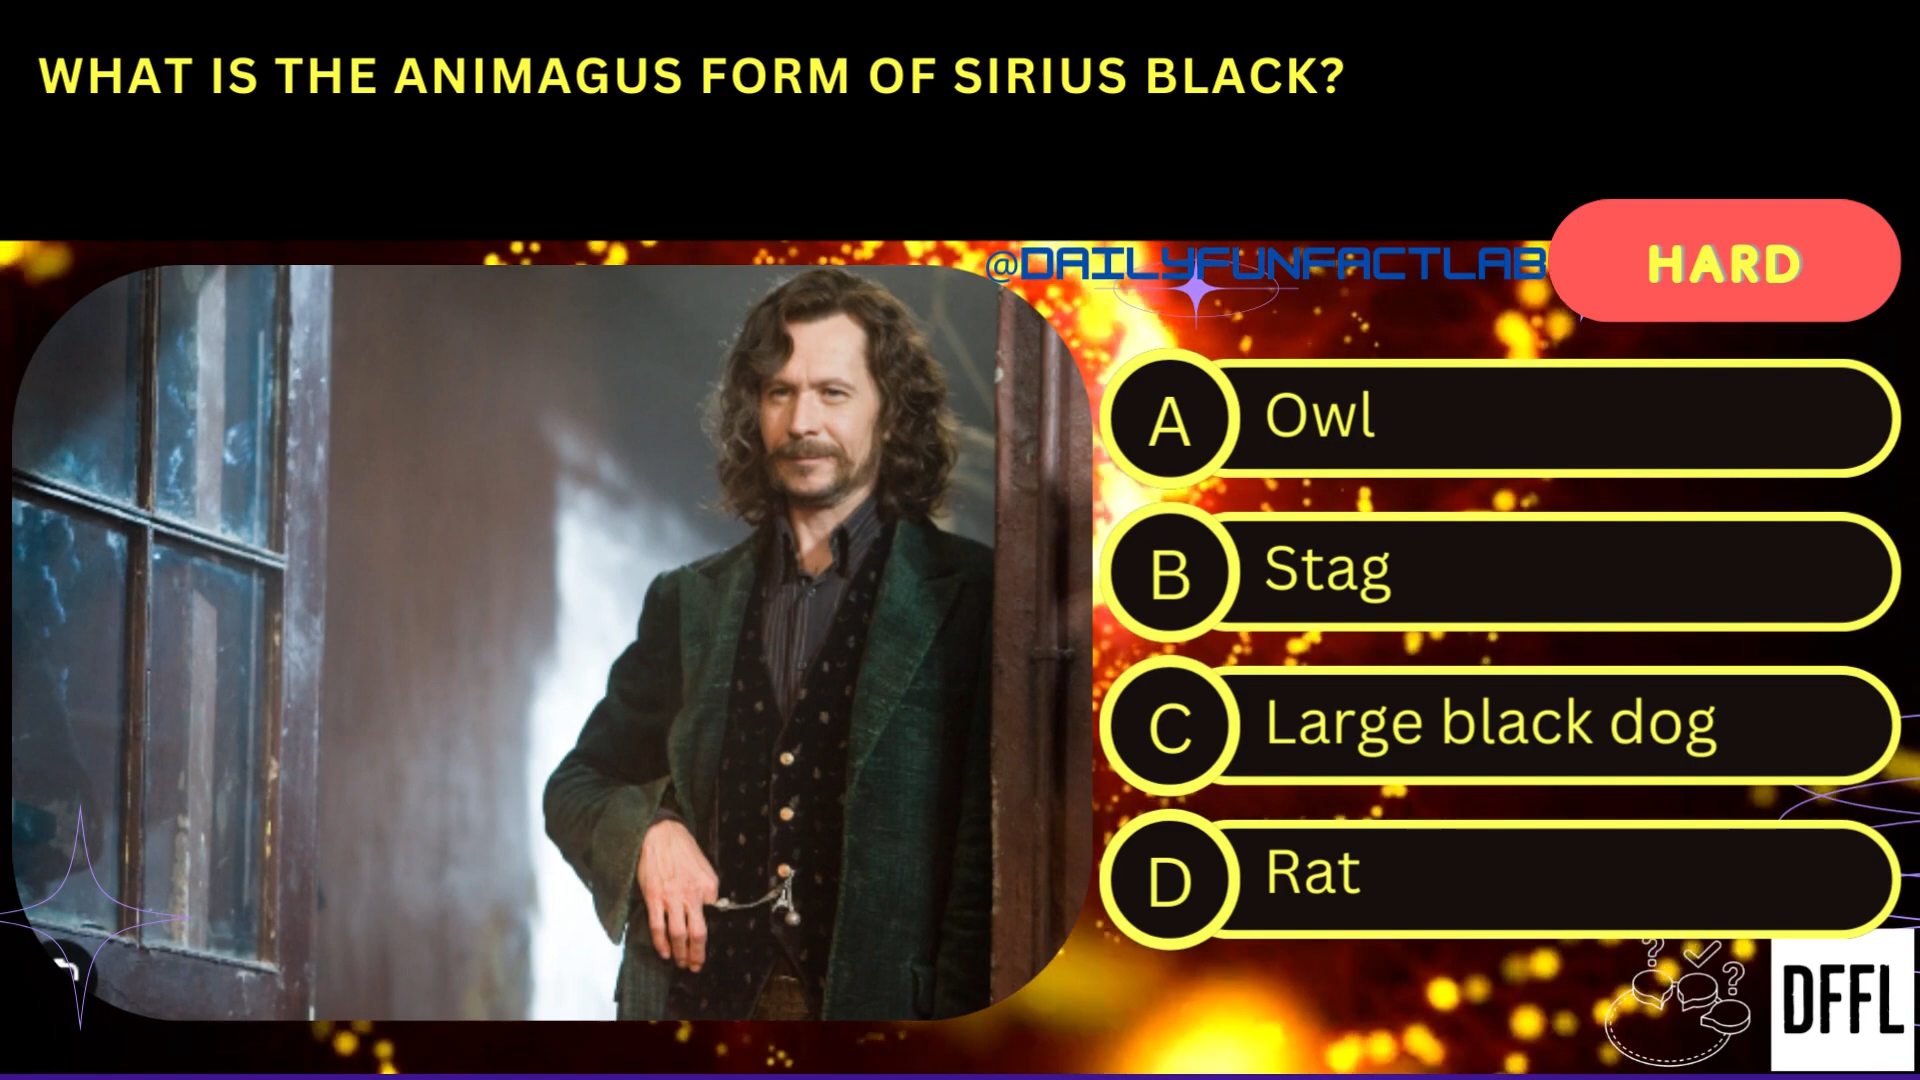 WHAT IS THE ANIMAGUS FORM OF SIRIUS BLACK?
@DAILYFUNFACTLAB
HARD
A Owl
B Stag
C Large black dog
D Rat
DFFL